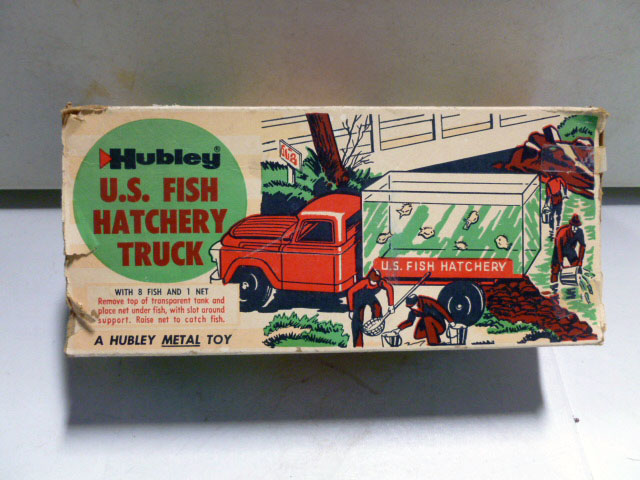 Hubley®
U.S. FISH
HATCHERY
TRUCK
WITH 8 FISH AND 1 NET
Remove top of transparent tank and
place net under fish, with slot around
support. Raise net to catch fish.
A HUBLEY METAL TOY
U.S. FISH HATCHERY